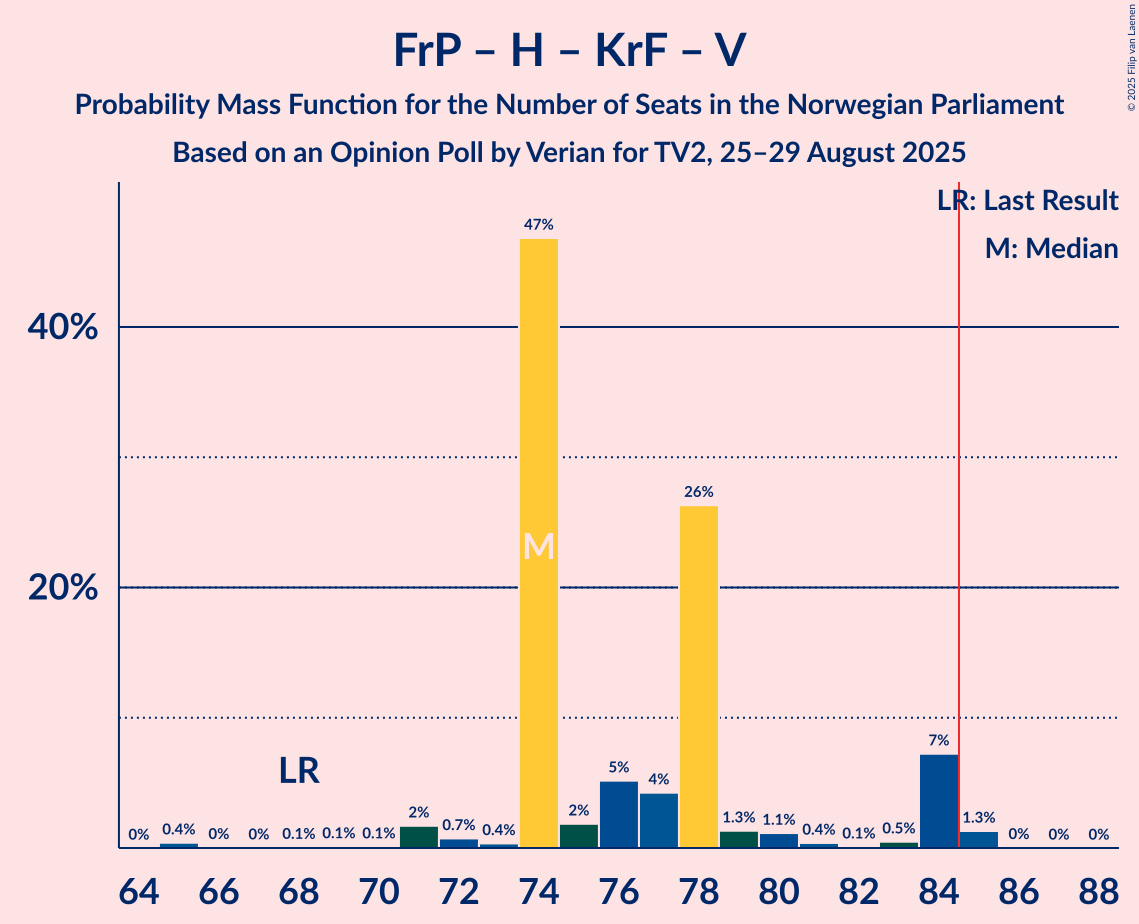 FrP – H – KrF – V
Probability Mass Function for the Number of Seats in the Norwegian Parliament
Based on an Opinion Poll by Verian for TV2, 25–29 August 2025
© 2025 Filip van Laenen
LR: Last Result
M: Median
40%
20%
0% 0.4% 0% 0% 0.1% 0.1% 0.1% 2% 0.7% 0.4% 47% 2% 5% 4% 26% 1.3% 1.1% 0.4% 0.1% 0.5% 7% 1.3% 0% 0% 0%
M
LR
64 66 68 70 72 74 76 78 80 82 84 86 88